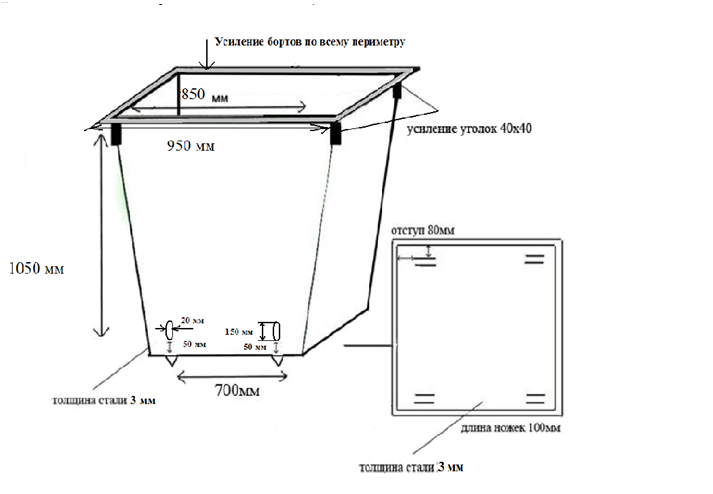 Усиление бортов по всему периметру
850 мм
усиление уголок 40х40
950 мм
отступ 80мм
1050 мм
20 мм
150 мм
50 мм
50 мм
700мм
толщина стали 3 мм
длина ножек 100мм
толщина стали 3 мм